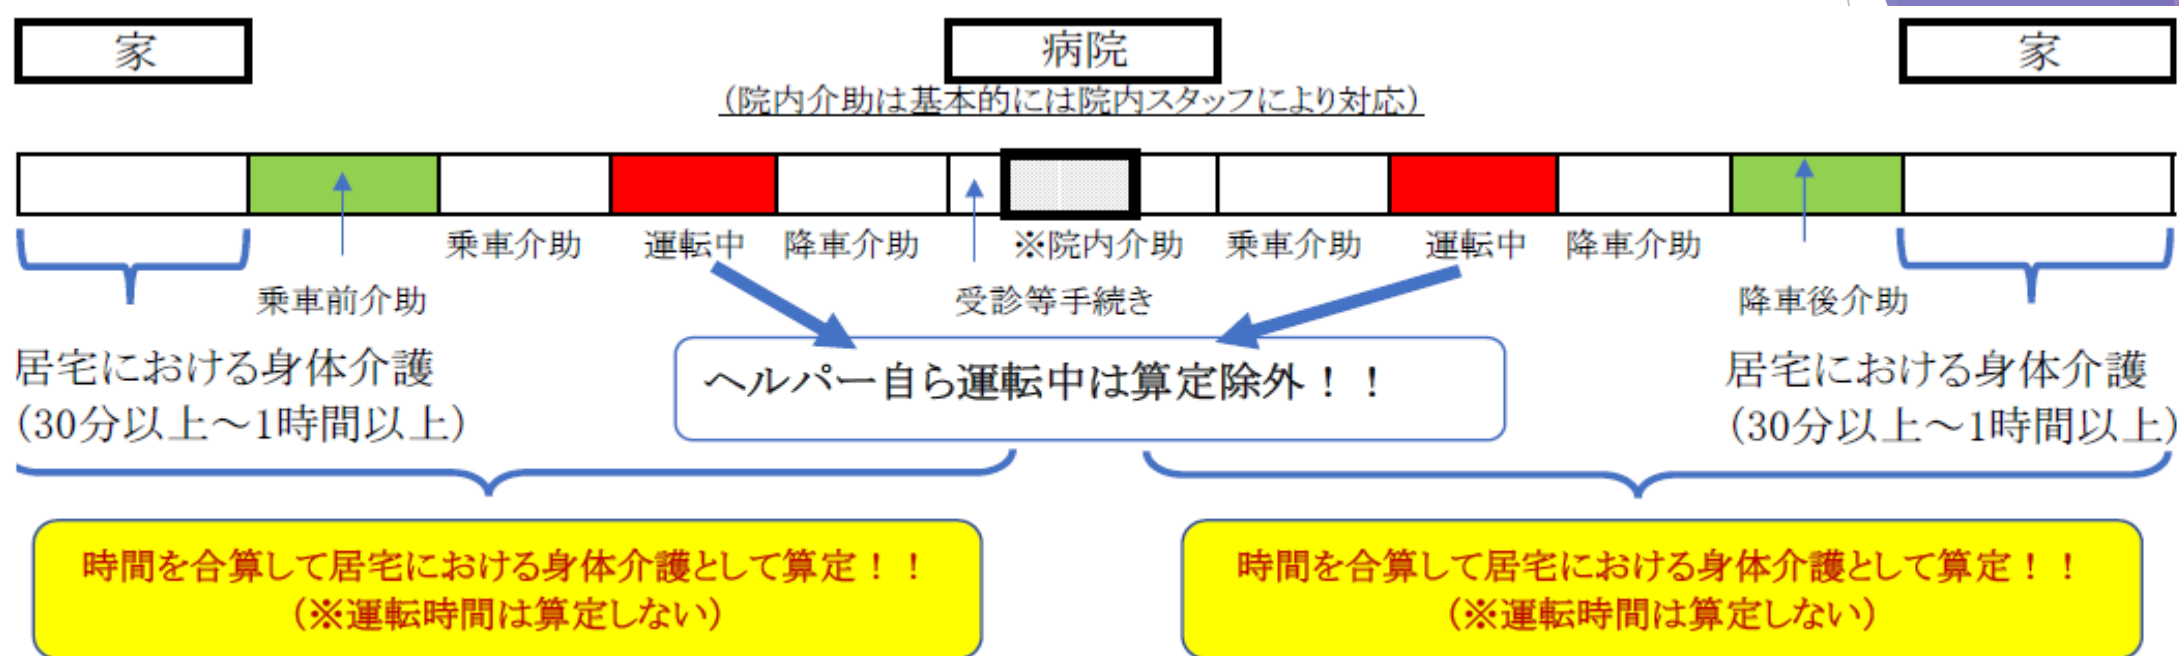 家
病院
家
(院内介助は基本的には院内スタッフにより対応)
乗車介助
運転中
降車介助
※院内介助
乗車介助
運転中
降車介助
乗車前介助
受診等手続き
降車後介助
居宅における身体介護
(30分以上～1時間以上)
ヘルパー自ら運転中は算定除外！！
居宅における身体介護
(30分以上～1時間以上)
時間を合算して居宅における身体介護として算定！！
(※運転時間は算定しない)
時間を合算して居宅における身体介護として算定！！
(※運転時間は算定しない)